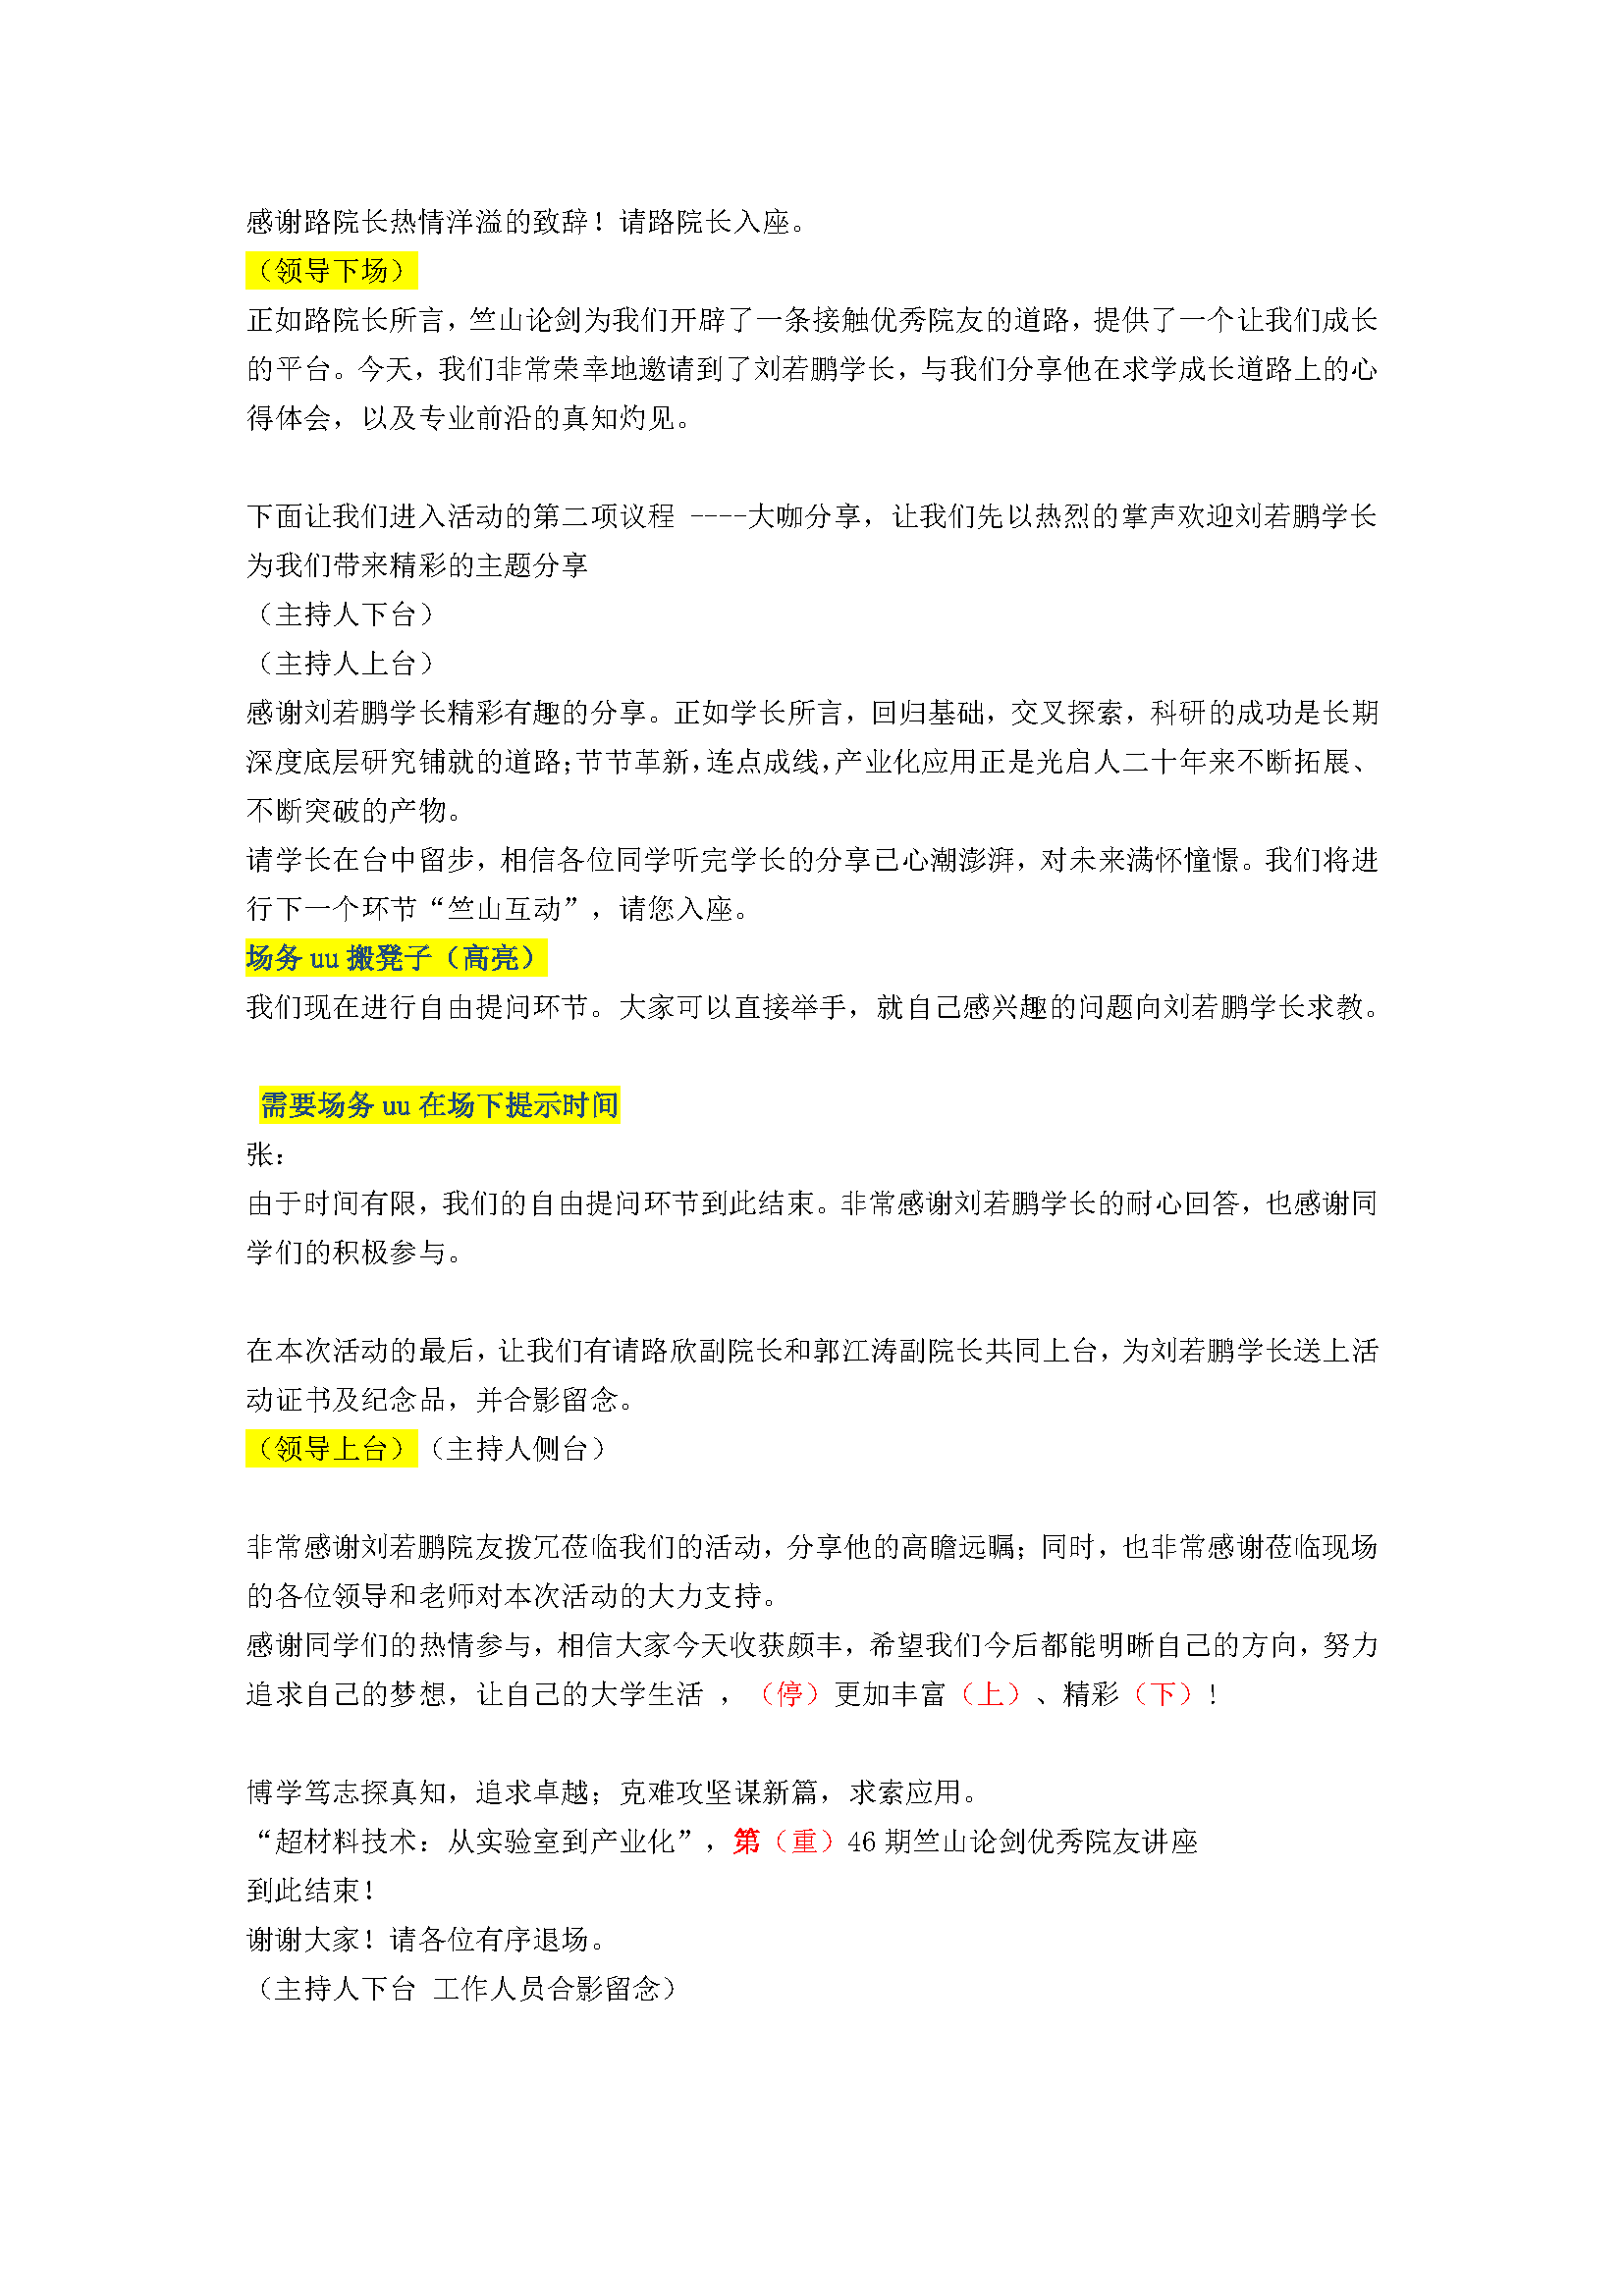 感谢路院长热情洋溢的致辞！请路院长入座。
（领导下场）
正如路院长所言，竺山论剑为我们开辟了一条接触优秀院友的道路，提供了一个让我们成长
的平台。今天，我们非常荣幸地邀请到了刘若鹏学长，与我们分享他在求学成长道路上的心
得体会，以及专业前沿的真知灼见。
下面让我们进入活动的第二项议程 ----大咖分享，让我们先以热烈的掌声欢迎刘若鹏学长
为我们带来精彩的主题分享
（主持人下台）
（主持人上台）
感谢刘若鹏学长精彩有趣的分享。正如学长所言，回归基础，交叉探索，科研的成功是长期
深度底层研究铺就的道路；节节革新，连点成线，产业化应用正是光启人二十年来不断拓展、
不断突破的产物。
请学长在台中留步，相信各位同学听完学长的分享已心潮澎湃，对未来满怀憧憬。我们将进
行下一个环节“竺山互动”，请您入座。
场务 uu 搬凳子（高亮）
我们现在进行自由提问环节。大家可以直接举手，就自己感兴趣的问题向刘若鹏学长求教。
需要场务 uu 在场下提示时间
张：
由于时间有限，我们的自由提问环节到此结束。非常感谢刘若鹏学长的耐心回答，也感谢同
学们的积极参与。
在本次活动的最后，让我们有请路欣副院长和郭江涛副院长共同上台，为刘若鹏学长送上活
动证书及纪念品，并合影留念。
（领导上台）（主持人侧台）
非常感谢刘若鹏院友拨冗莅临我们的活动，分享他的高瞻远瞩；同时，也非常感谢莅临现场
的各位领导和老师对本次活动的大力支持。
感谢同学们的热情参与，相信大家今天收获颇丰，希望我们今后都能明晰自己的方向，努力
追求自己的梦想，让自己的大学生活 ，（停）更加丰富（上）、精彩（下）！
博学笃志探真知，追求卓越；克难攻坚谋新篇，求索应用。
“超材料技术：从实验室到产业化”，第（重）46 期竺山论剑优秀院友讲座
到此结束！
谢谢大家！请各位有序退场。
（主持人下台 工作人员合影留念）